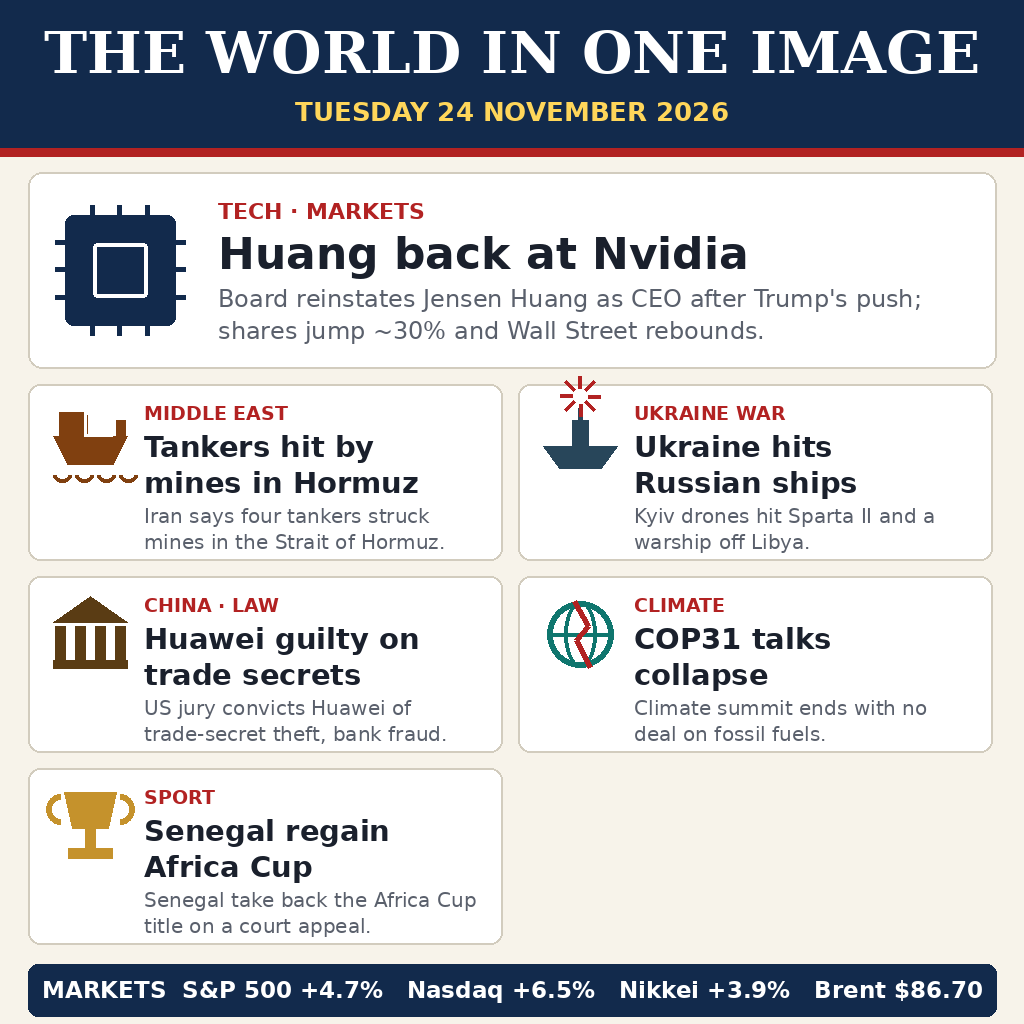 THE WORLD IN ONE IMAGE
TUESDAY 24 NOVEMBER 2026
TECH · MARKETS
Huang back at Nvidia
Board reinstates Jensen Huang as CEO after Trump's push;
shares jump ~30% and Wall Street rebounds.
MIDDLE EAST
Tankers hit by
mines in Hormuz
Iran says four tankers struck
mines in the Strait of Hormuz.
UKRAINE WAR
Ukraine hits
Russian ships
Kyiv drones hit Sparta II and a
warship off Libya.
CHINA · LAW
Huawei guilty on
trade secrets
US jury convicts Huawei of
trade-secret theft, bank fraud.
CLIMATE
COP31 talks
collapse
Climate summit ends with no
deal on fossil fuels.
SPORT
Senegal regain
Africa Cup
Senegal take back the Africa Cup
title on a court appeal.
MARKETS S&P 500 +4.7% Nasdaq +6.5% Nikkei +3.9% Brent $86.70